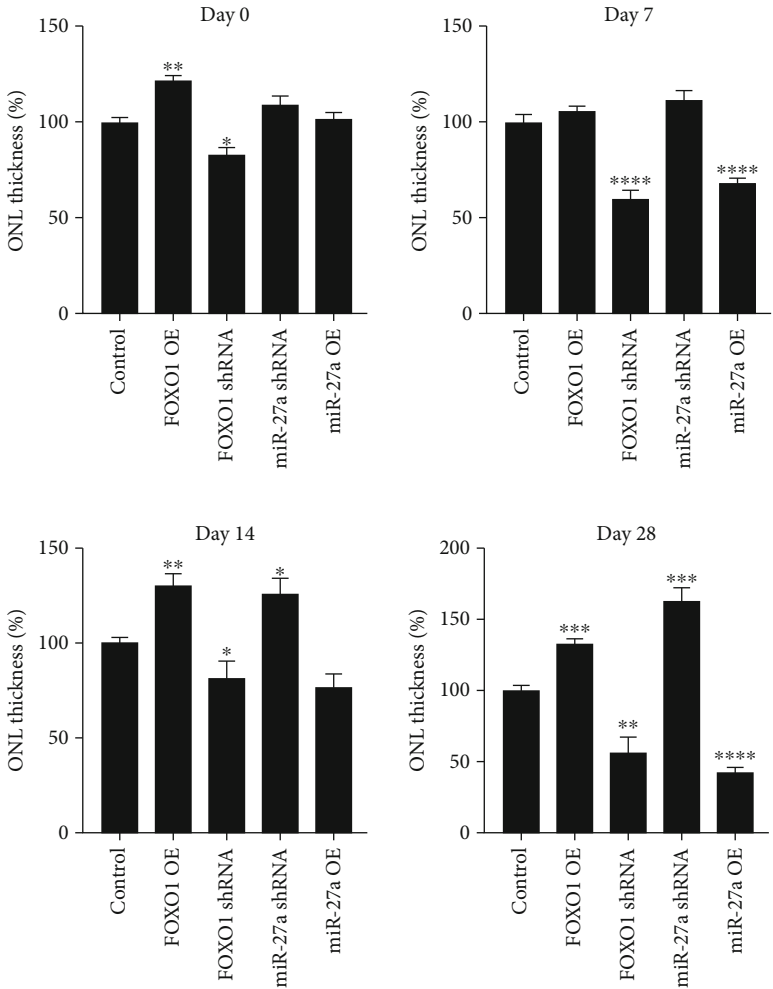 Day 0
ONL thickness (%)
150
100
50
0
**
*
Control
FOXO1 OE
FOXO1 shRNA
miR-27a shRNA
miR-27a OE
Day 7
ONL thickness (%)
150
100
50
0
****
****
Control
FOXO1 OE
FOXO1 shRNA
miR-27a shRNA
miR-27a OE
Day 14
ONL thickness (%)
150
100
50
0
**
*
*
Control
FOXO1 OE
FOXO1 shRNA
miR-27a shRNA
miR-27a OE
Day 28
ONL thickness (%)
200
150
100
50
0
***
**
***
****
Control
FOXO1 OE
FOXO1 shRNA
miR-27a shRNA
miR-27a OE